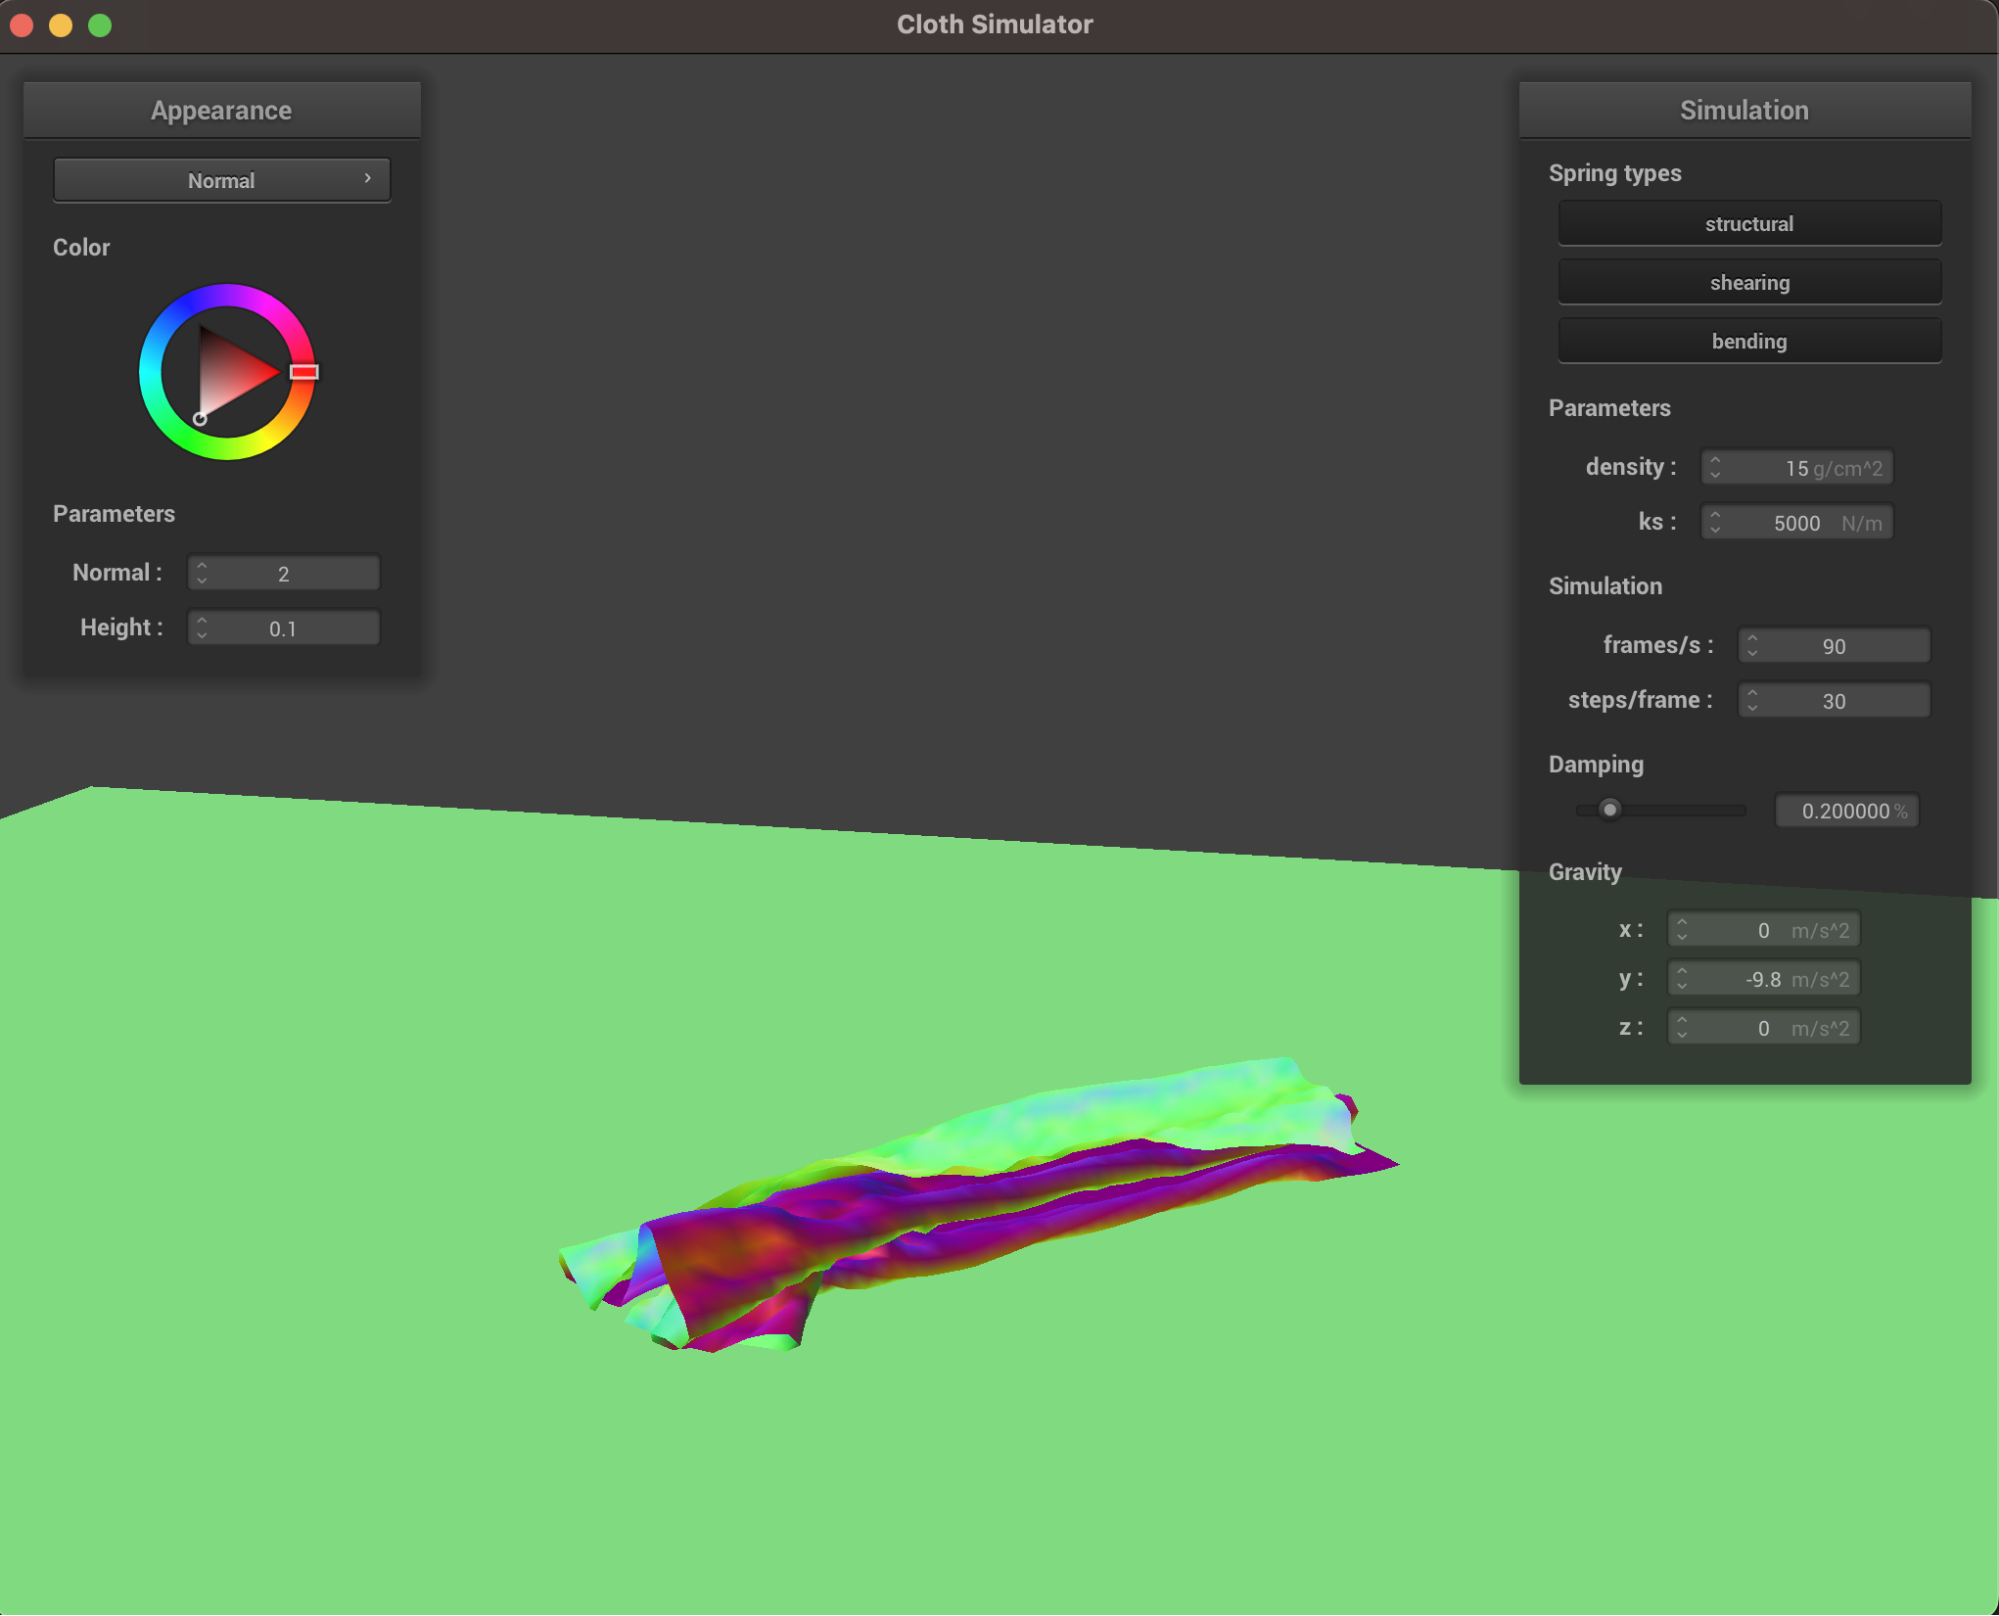 Cloth Simulator
Appearance
Normal
Color
Parameters
Normal : 2
Height : 0.1
Simulation
Spring types
structural
shearing
bending
Parameters
density : 15 g/cm^2
ks : 5000 N/m
Simulation
frames/s : 90
steps/frame : 30
Damping
0.200000 %
Gravity
x : 0 m/s^2
y : -9.8 m/s^2
z : 0 m/s^2